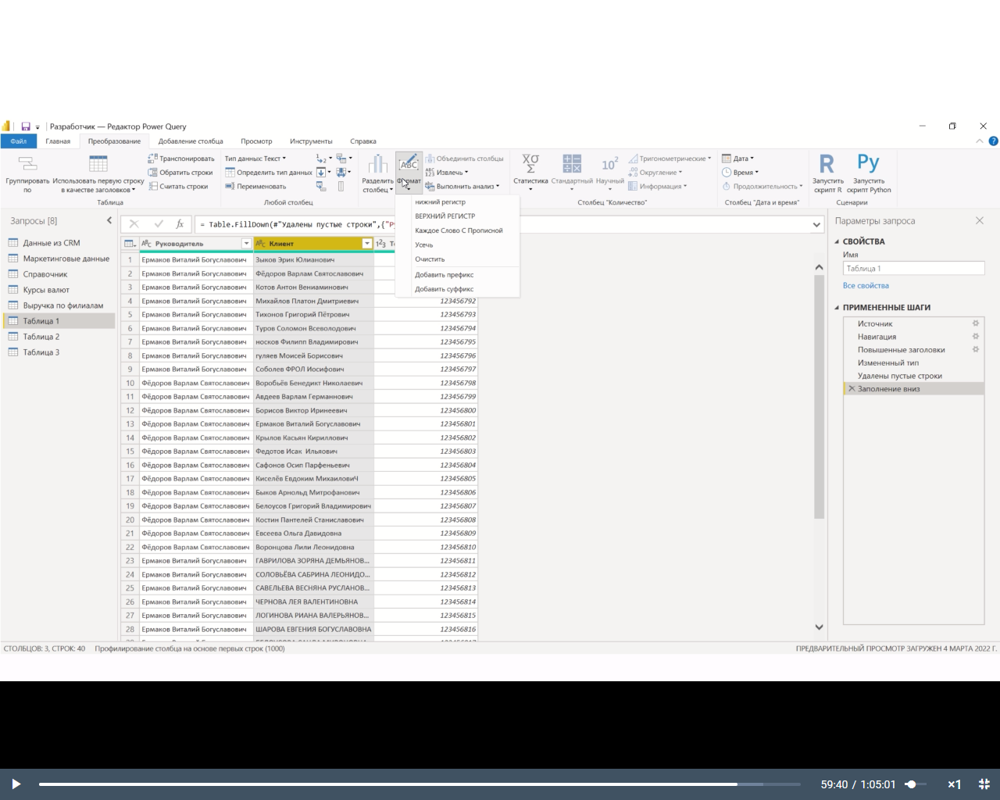 Разработчик — Редактор Power Query
Файл Главная Преобразование Добавление столбца Просмотр Инструменты Справка
Группировать по
Использовать первую строку в качестве заголовков
Транспонировать
Обратить строки
Считать строки
Таблица
Тип данных: Текст
Определить тип данных
Переименовать
Любой столбец
Разделить столбец
ABC
Формат
Объединить столбцы
Извлечь
Выполнить анализ
Статистика
Стандартный
10²
Научный
Тригонометрические
Округление
Информация
Столбец "Количество"
Дата
Время
Продолжительность
Столбец "Дата и время"
R
Запустить скрипт R
Py
Запустить скрипт Python
Сценарии
нижний регистр
ВЕРХНИЙ РЕГИСТР
Каждое Слово С Прописной
Усечь
Очистить
Добавить префикс
Добавить суффикс
Запросы [8]
Данные из CRM
Маркетинговые данные
Справочник
Курсы валют
Выручка по филиалам
Таблица 1
Таблица 2
Таблица 3
fx = Table.FillDown(#"Удалены пустые строки",{"Р
Руководитель Клиент
1 Ермаков Виталий Богуславович Зыков Эрик Юлианович
2 Ермаков Виталий Богуславович Фёдоров Варлам Святославович
3 Ермаков Виталий Богуславович Котов Антон Вениаминович
4 Ермаков Виталий Богуславович Михайлов Платон Дмитриевич 123456792
5 Ермаков Виталий Богуславович Тихонов Григорий Пётрович 123456793
6 Ермаков Виталий Богуславович Туров Соломон Всеволодович 123456794
7 Ермаков Виталий Богуславович носков Филипп Владимирович 123456795
8 Ермаков Виталий Богуславович гуляев Моисей Борисович 123456796
9 Ермаков Виталий Богуславович Соболев ФРОЛ Иосифович 123456797
10 Фёдоров Варлам Святославович Воробьёв Бенедикт Николаевич 123456798
11 Фёдоров Варлам Святославович Авдеев Варлам Германнович 123456799
12 Фёдоров Варлам Святославович Борисов Виктор Иринеевич 123456800
13 Фёдоров Варлам Святославович Ермаков Виталий Богуславович 123456801
14 Фёдоров Варлам Святославович Крылов Касьян Кириллович 123456802
15 Фёдоров Варлам Святославович Федотов Исак Ильяович 123456803
16 Фёдоров Варлам Святославович Сафонов Осип Парфеньевич 123456804
17 Фёдоров Варлам Святославович Киселёв Евдоким МихаиловиЧ 123456805
18 Фёдоров Варлам Святославович Быков Арнольд Митрофанович 123456806
19 Фёдоров Варлам Святославович Белоусов Григорий Владимирович 123456807
20 Фёдоров Варлам Святославович Костин Пантелей Станиславович 123456808
21 Фёдоров Варлам Святославович Евсеева Ольга Давидовна 123456809
22 Фёдоров Варлам Святославович Воронцова Лили Леонидовна 123456810
23 Ермаков Виталий Богуславович ГАВРИЛОВА ЗОРЯНА ДЕМЬЯНОВ... 123456811
24 Ермаков Виталий Богуславович СОЛОВЬЁВА САБРИНА ЛЕОНИДО... 123456812
25 Ермаков Виталий Богуславович САВЕЛЬЕВА ВЕСНЯНА РУСЛАНОВ... 123456813
26 Ермаков Виталий Богуславович ЧЕРНОВА ЛЕЯ ВАЛЕНТИНОВНА 123456814
27 Ермаков Виталий Богуславович ЛОГИНОВА РИАНА ВАЛЕРЬЯНОВ... 123456815
28 Ермаков Виталий Богуславович ШАРОВА ЕВГЕНИЯ БОГУСЛАВОВНА 123456816
Параметры запроса
СВОЙСТВА
Имя
Таблица 1
Все свойства
ПРИМЕНЕННЫЕ ШАГИ
Источник
Навигация
Повышенные заголовки
Измененный тип
Удалены пустые строки
Заполнение вниз
СТОЛБЦОВ: 3, СТРОК: 40 Профилирование столбца на основе первых строк (1000)
ПРЕДВАРИТЕЛЬНЫЙ ПРОСМОТР ЗАГРУЖЕН 4 МАРТА 2022 Г.
59:40 / 1:05:01 ×1